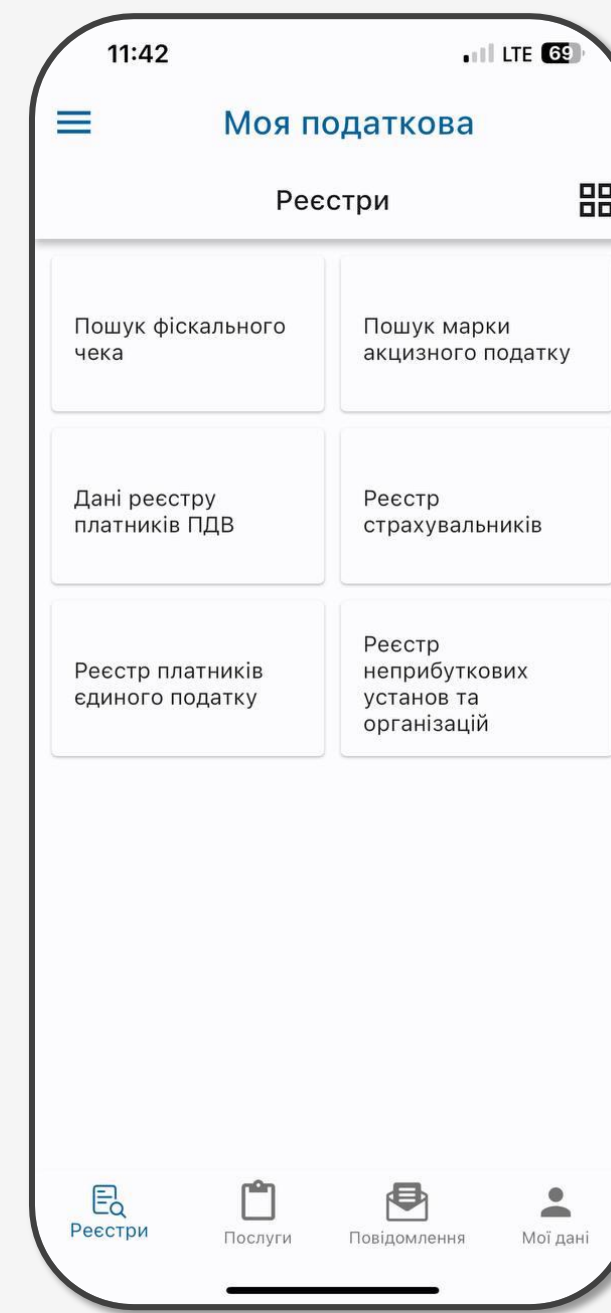 11:42
LTE 69
Моя податкова
Реєстри
Пошук фіскального
чека
Пошук марки
акцизного податку
Дані реєстру
платників ПДВ
Реєстр
страхувальників
Реєстр платників
єдиного податку
Реєстр
неприбуткових
установ та
організацій
Реєстри
Послуги
Повідомлення
Мої дані